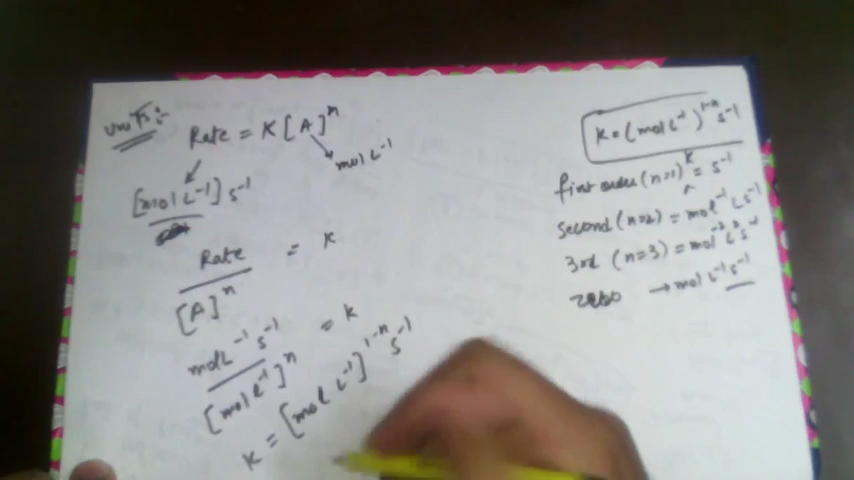 Units:-
Rate = K [A]ⁿ
mol L⁻¹
[mol L⁻¹] s⁻¹
Rate / [A]ⁿ = K
mol L⁻¹ s⁻¹ / [mol L⁻¹]ⁿ = K
K = [mol L⁻¹]¹⁻ⁿ s⁻¹
K = (mol L⁻¹)¹⁻ⁿ s⁻¹
first order (n=1) K = s⁻¹
second (n=2) = mol⁻¹ L s⁻¹
3rd (n=3) = mol⁻² L² s⁻¹
zero → mol L⁻¹ s⁻¹